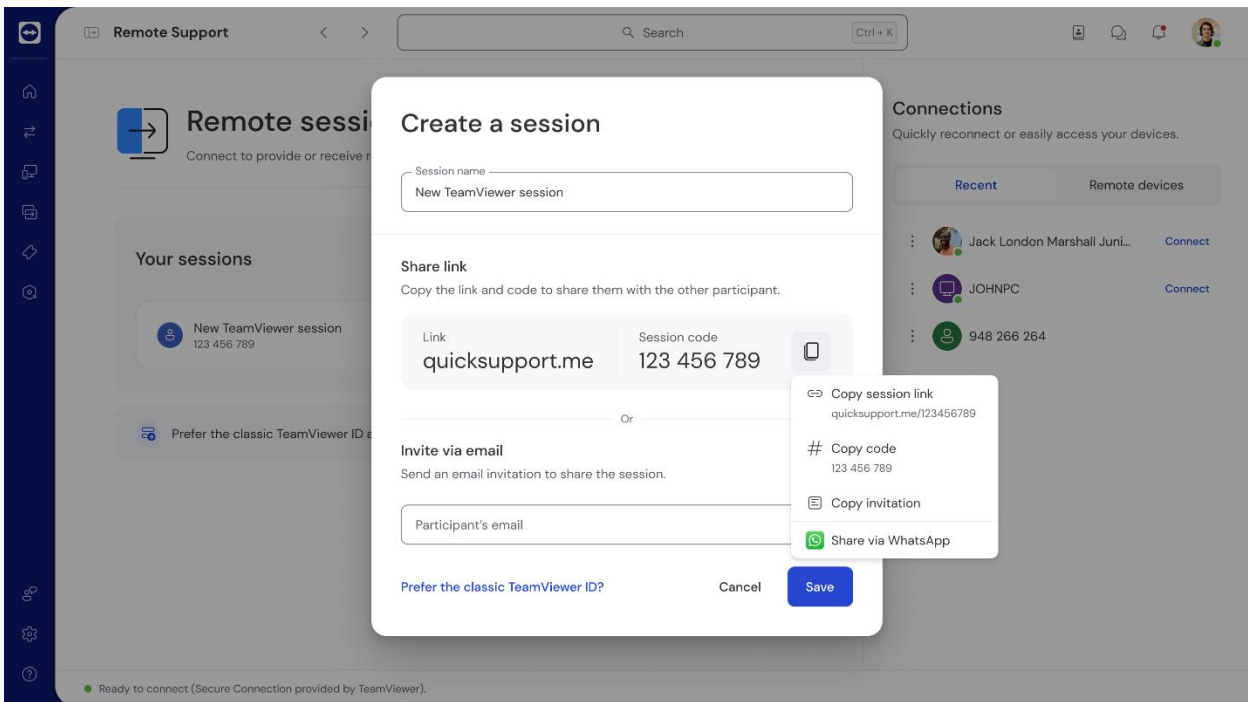 Remote Support
Search
Ctrl + K
Remote sessi
Connect to provide or receive r
Your sessions
New TeamViewer session
123 456 789
Prefer the classic TeamViewer ID a
Create a session
Session name
New TeamViewer session
Share link
Copy the link and code to share them with the other participant.
Link
quicksupport.me
Session code
123 456 789
Copy session link
quicksupport.me/123456789
Copy code
123 456 789
Copy invitation
Share via WhatsApp
Or
Invite via email
Send an email invitation to share the session.
Participant's email
Prefer the classic TeamViewer ID?
Cancel
Save
Connections
Quickly reconnect or easily access your devices.
Recent
Remote devices
Jack London Marshall Juni...
Connect
JOHNPC
Connect
948 266 264
Ready to connect (Secure Connection provided by TeamViewer).